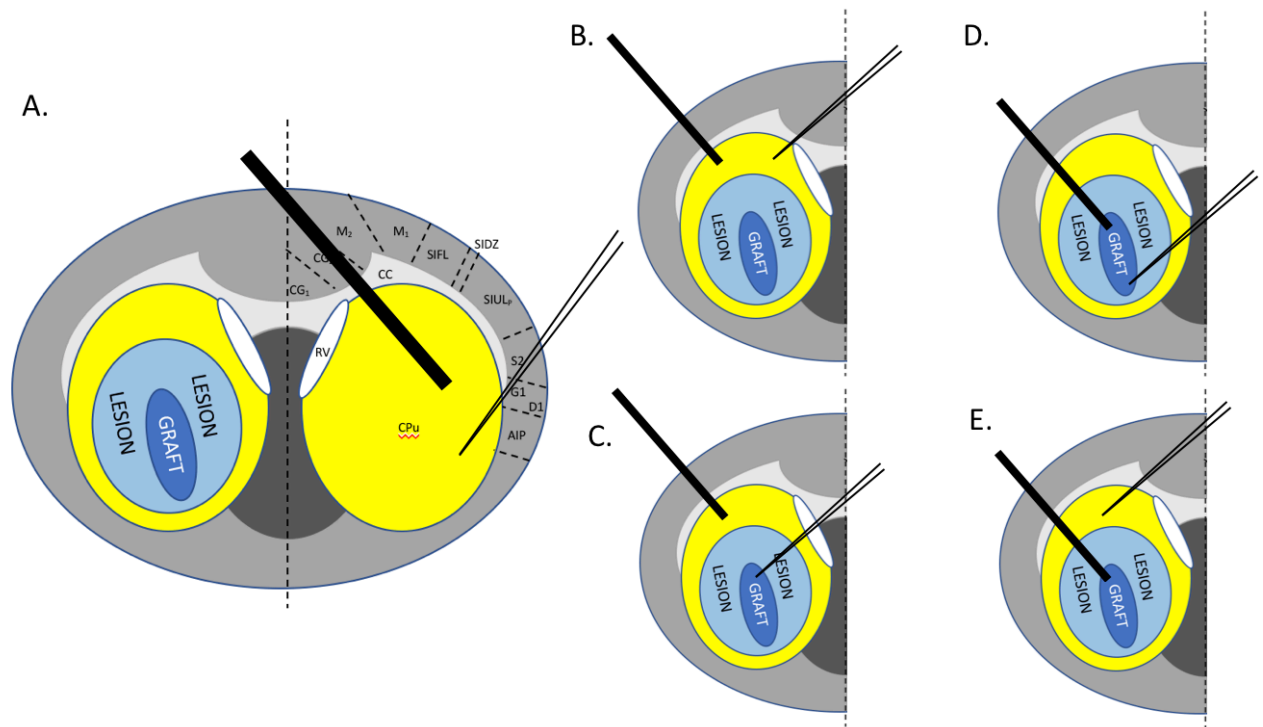 A.
M2
M1
SIFL
SIDZ
CC
CG1
SIULP
RV
S2
G1
D1
AIP
CPu
LESION
LESION
GRAFT
B.
LESION
LESION
GRAFT
C.
LESION
LESION
GRAFT
D.
LESION
LESION
GRAFT
E.
LESION
LESION
GRAFT